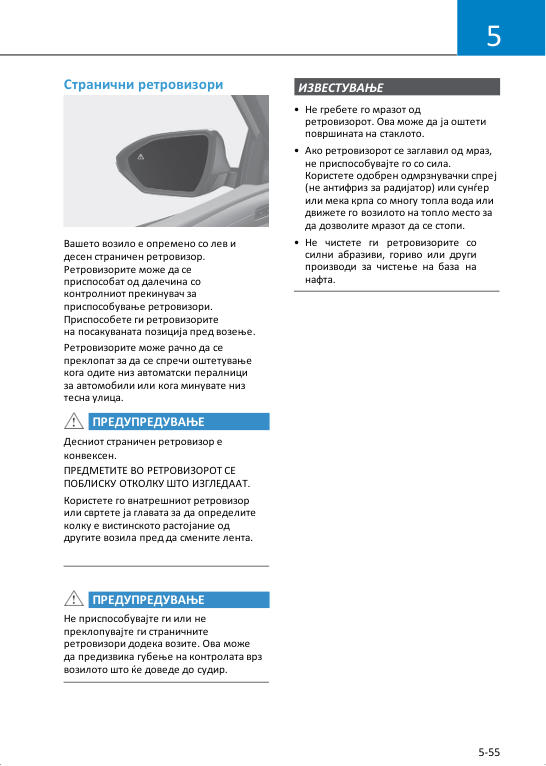 5
Странични ретровизори
Вашето возило е опремено со лев и
десен страничен ретровизор.
Ретровизорите може да се
приспособат од далечина со
контролниот прекинувач за
приспособување ретровизори.
Приспособете ги ретровизорите
на посакуваната позиција пред возење.
Ретровизорите може рачно да се
преклопат за да се спречи оштетување
кога одите низ автоматски пералници
за автомобили или кога минувате низ
тесна улица.
ПРЕДУПРЕДУВАЊЕ
Десниот страничен ретровизор е
конвексен.
ПРЕДМЕТИТЕ ВО РЕТРОВИЗОРОТ СЕ
ПОБЛИСКУ ОТКОЛКУ ШТО ИЗГЛЕДААТ.
Користете го внатрешниот ретровизор
или свртете ја главата за да определите
колку е вистинското растојание од
другите возила пред да смените лента.
ПРЕДУПРЕДУВАЊЕ
Не приспособувајте ги или не
преклопувајте ги страничните
ретровизори додека возите. Ова може
да предизвика губење на контролата врз
возилото што ќе доведе до судир.
ИЗВЕСТУВАЊЕ
• Не гребете го мразот од
ретровизорот. Ова може да ја оштети
површината на стаклото.
• Ако ретровизорот се заглавил од мраз,
не приспособувајте го со сила.
Користете одобрен одмрзнувачки спреј
(не антифриз за радијатор) или сунѓер
или мека крпа со многу топла вода или
движете го возилото на топло место за
да дозволите мразот да се стопи.
• Не чистете ги ретровизорите со
силни абразиви, гориво или други
производи за чистење на база на
нафта.
5-55